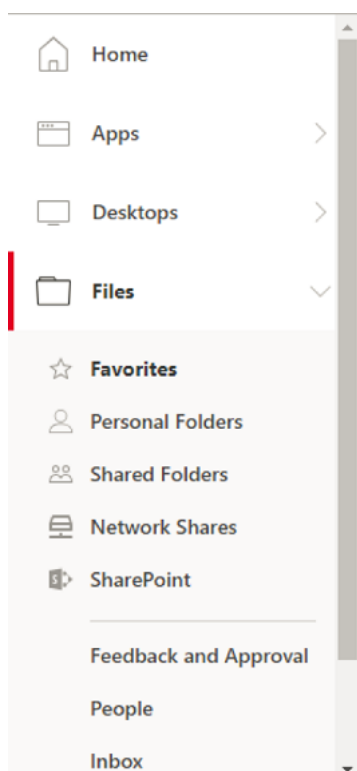 Home
Apps
Desktops
Files
Favorites
Personal Folders
Shared Folders
Network Shares
SharePoint
Feedback and Approval
People
Inbox